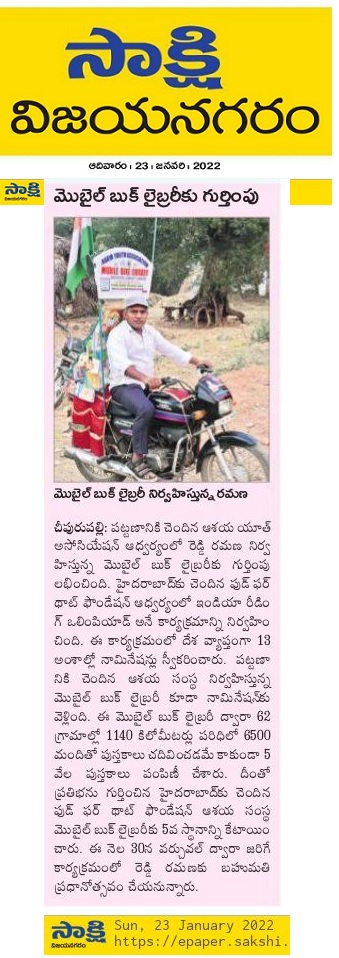 సాక్షి
విజయనగరం
ఆదివారం : 23 : జనవరి : 2022
సాక్షి
విజయనగరం
మొబైల్ బుక్ లైబ్రరీకు గుర్తింపు
MOBILE BIKE LIBRARY
మొబైల్ బుక్ లైబ్రరీ నిర్వహిస్తున్న రమణ
చీపురుపల్లి: పట్టణానికి చెందిన ఆశయ యూత్
అసోసియేషన్ ఆధ్వర్యంలో రెడ్డి రమణ నిర్వ
హిస్తున్న మొబైల్ బుక్ లైబ్రరీకు గుర్తింపు
లభించింది. హైదరాబాద్‌కు చెందిన ఫుడ్ ఫర్
థాట్ ఫౌండేషన్ ఆధ్వర్యంలో ఇండియా రీడిం
గ్ ఒలింపియాడ్ అనే కార్యక్రమాన్ని నిర్వహిం
చింది. ఈ కార్యక్రమంలో దేశ వ్యాప్తంగా 13
అంశాల్లో నామినేషన్లు స్వీకరించారు. పట్టణా
నికి చెందిన ఆశయ సంస్థ నిర్వహిస్తున్న
మొబైల్ బుక్ లైబ్రరీ కూడా నామినేషన్‌కు
వెళ్లింది. ఈ మొబైల్ బుక్ లైబ్రరీ ద్వారా 62
గ్రామాల్లో 1140 కిలోమీటర్లు పరిధిలో 6500
మందితో పుస్తకాలు చదివించడమే కాకుండా 5
వేల పుస్తకాలు పంపిణీ చేశారు. దీంతో
ప్రతిభను గుర్తించిన హైదరాబాద్‌కు చెందిన
ఫుడ్ ఫర్ థాట్ ఫౌండేషన్ ఆశయ సంస్థ
మొబైల్ బుక్ లైబ్రరీకు 5వ స్థానాన్ని కేటాయిం
చారు. ఈ నెల 30న వర్చువల్ ద్వారా జరిగే
కార్యక్రమంలో రెడ్డి రమణకు బహుమతి
ప్రధానోత్సవం చేయనున్నారు.
సాక్షి
విజయనగరం
Sun, 23 January 2022
https://epaper.sakshi.